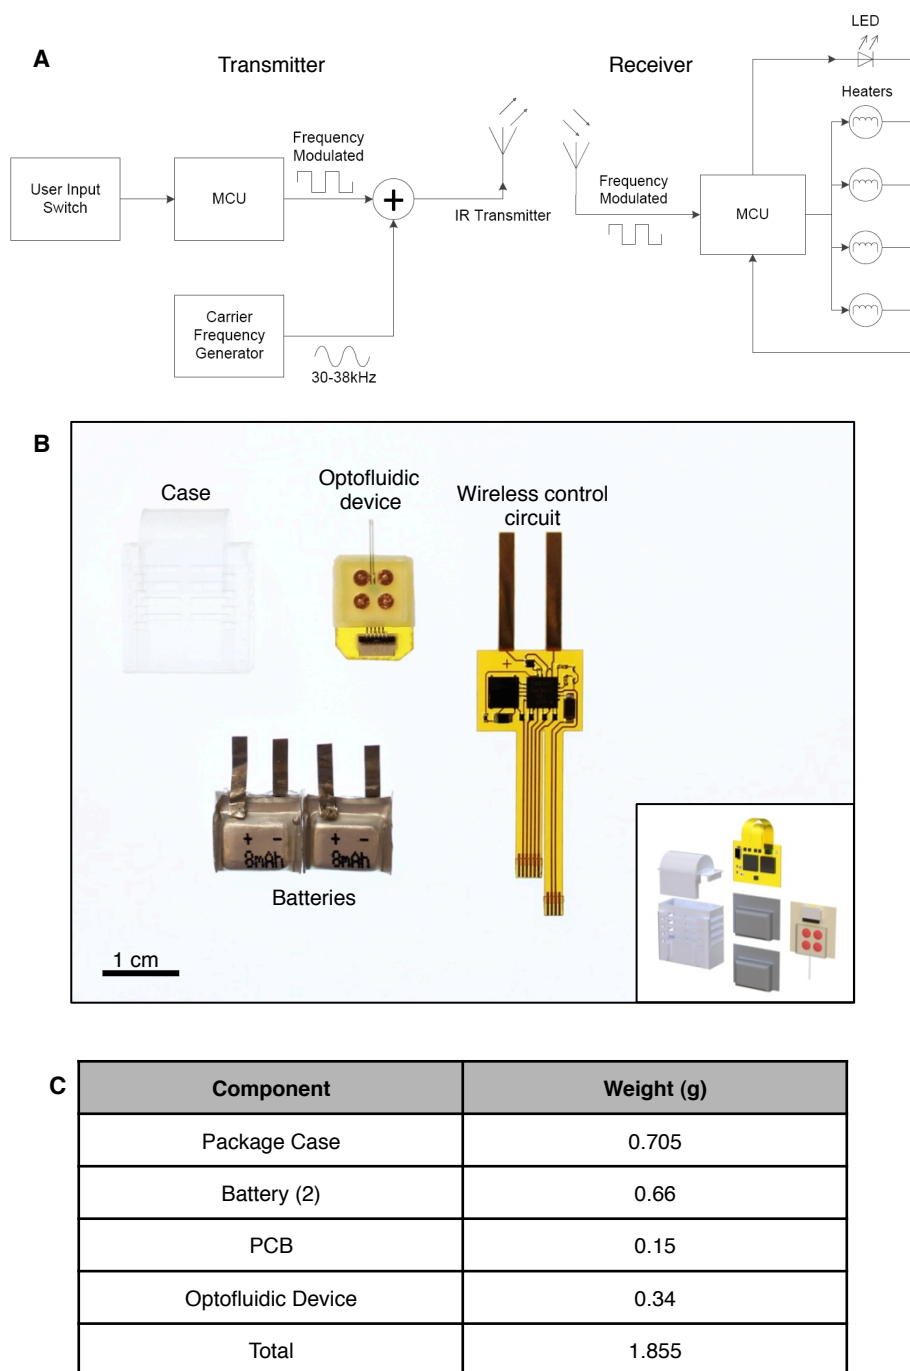 A
Transmitter
Receiver
LED
Heaters
Frequency
Modulated
User Input
Switch
MCU
+
IR Transmitter
Frequency
Modulated
MCU
Carrier
Frequency
Generator
30-38kHz
B
Case
Optofluidic
device
Wireless control
circuit
+
+ -
8mAh
+ -
8mAh
Batteries
1 cm
C
Component
Weight (g)
Package Case
0.705
Battery (2)
0.66
PCB
0.15
Optofluidic Device
0.34
Total
1.855